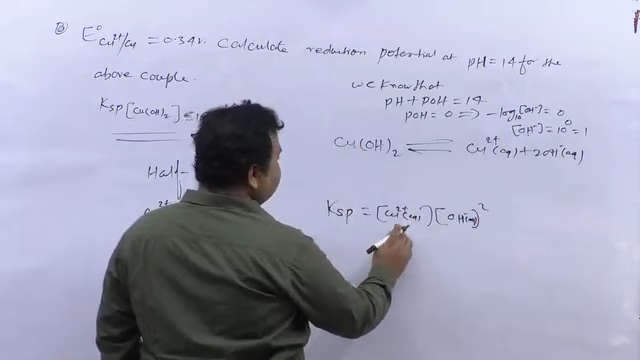 E°Cu²⁺/Cu = 0.34V. Calculate reduction potential at pH = 14 for the
above couple.
Ksp [Cu(OH)₂]
Half-
we know that
pH + pOH = 14
pOH = 0 => -log₁₀[OH⁻] = 0
[OH⁻] = 10⁰ = 1
Cu(OH)₂ ⇌ Cu²⁺(aq) + 2OH⁻(aq)
Ksp = [Cu²⁺(aq)] [OH⁻(aq)]²